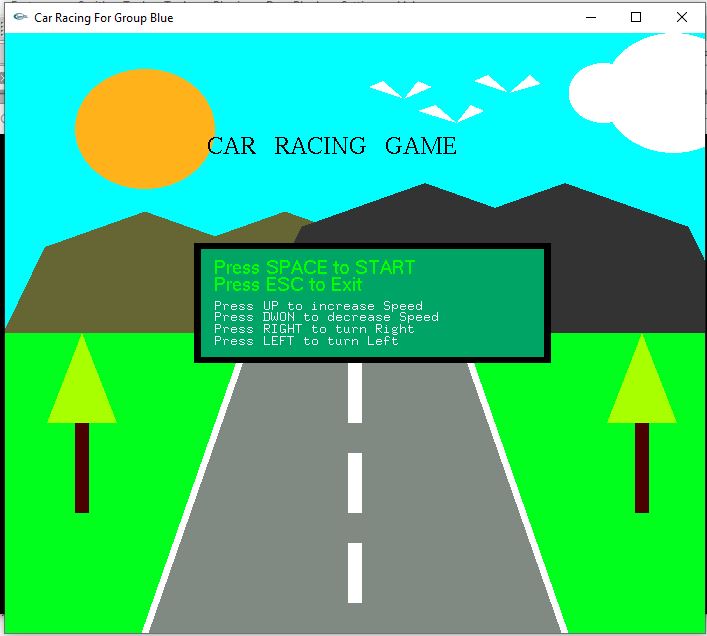 Car Racing For Group Blue
CAR RACING GAME
Press SPACE to START
Press ESC to Exit
Press UP to increase Speed
Press DWON to decrease Speed
Press RIGHT to turn Right
Press LEFT to turn Left